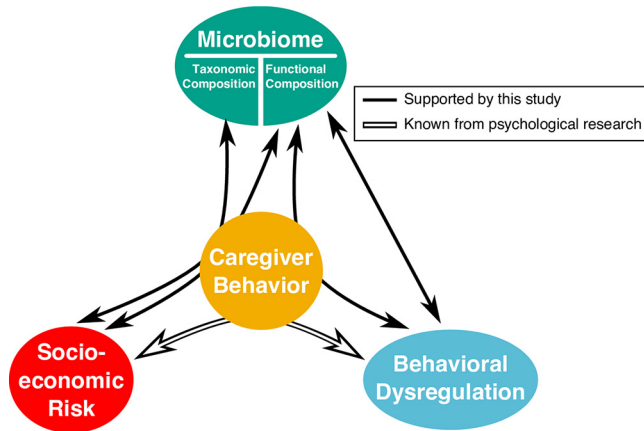 Microbiome
Taxonomic Composition
Functional Composition
Supported by this study
Known from psychological research
Caregiver
Behavior
Socio-
economic
Risk
Behavioral
Dysregulation